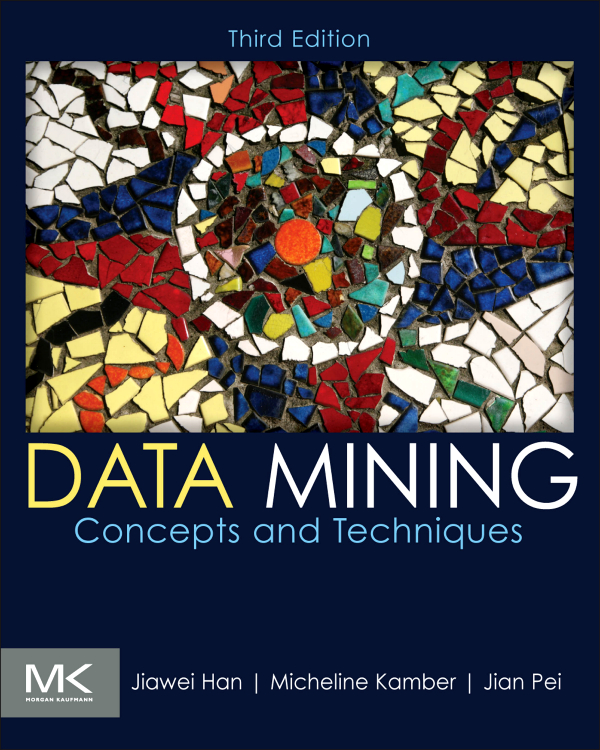 Third Edition
DATA MINING
Concepts and Techniques
MK
MORGAN KAUFMANN
Jiawei Han | Micheline Kamber | Jian Pei